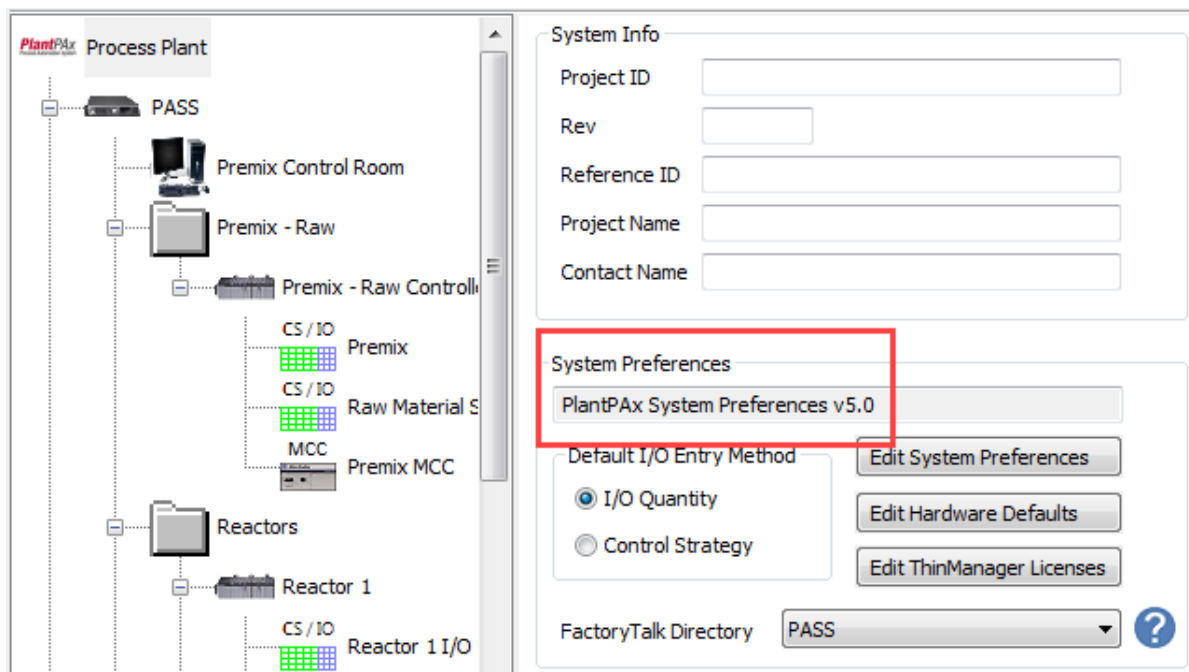 PlantPAx Process Plant
PASS
Premix Control Room
Premix - Raw
Premix - Raw Controll
CS / IO
Premix
CS / IO
Raw Material S
MCC
Premix MCC
Reactors
Reactor 1
CS / IO
Reactor 1 I/O
System Info
Project ID
Rev
Reference ID
Project Name
Contact Name
System Preferences
PlantPAx System Preferences v5.0
Default I/O Entry Method
I/O Quantity
Control Strategy
Edit System Preferences
Edit Hardware Defaults
Edit ThinManager Licenses
FactoryTalk Directory
PASS
?